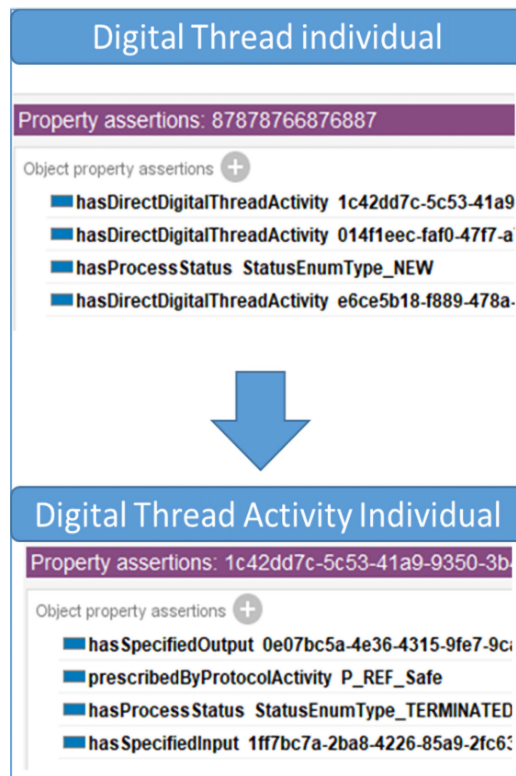 Digital Thread individual
Property assertions: 87878766876887
Object property assertions
hasDirectDigitalThreadActivity 1c42dd7c-5c53-41a9
hasDirectDigitalThreadActivity 014f1eec-faf0-47f7-a
hasProcessStatus StatusEnumType_NEW
hasDirectDigitalThreadActivity e6ce5b18-f889-478a-
Digital Thread Activity Individual
Property assertions: 1c42dd7c-5c53-41a9-9350-3b4
Object property assertions
hasSpecifiedOutput 0e07bc5a-4e36-4315-9fe7-9ca
prescribedByProtocolActivity P_REF_Safe
hasProcessStatus StatusEnumType_TERMINATED
hasSpecifiedInput 1ff7bc7a-2ba8-4226-85a9-2fc63